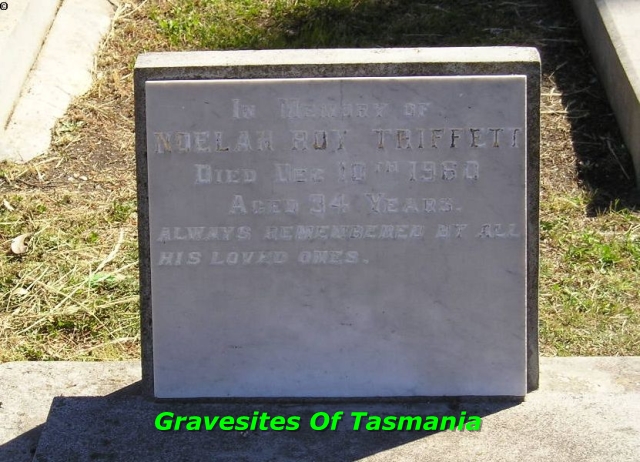 ©
In Memory of
NOELAH ROY TRIFFETT
Died Dec 10TH 1960
Aged 34 Years.
ALWAYS REMEMBERED BY ALL
HIS LOVED ONES.
Gravesites Of Tasmania